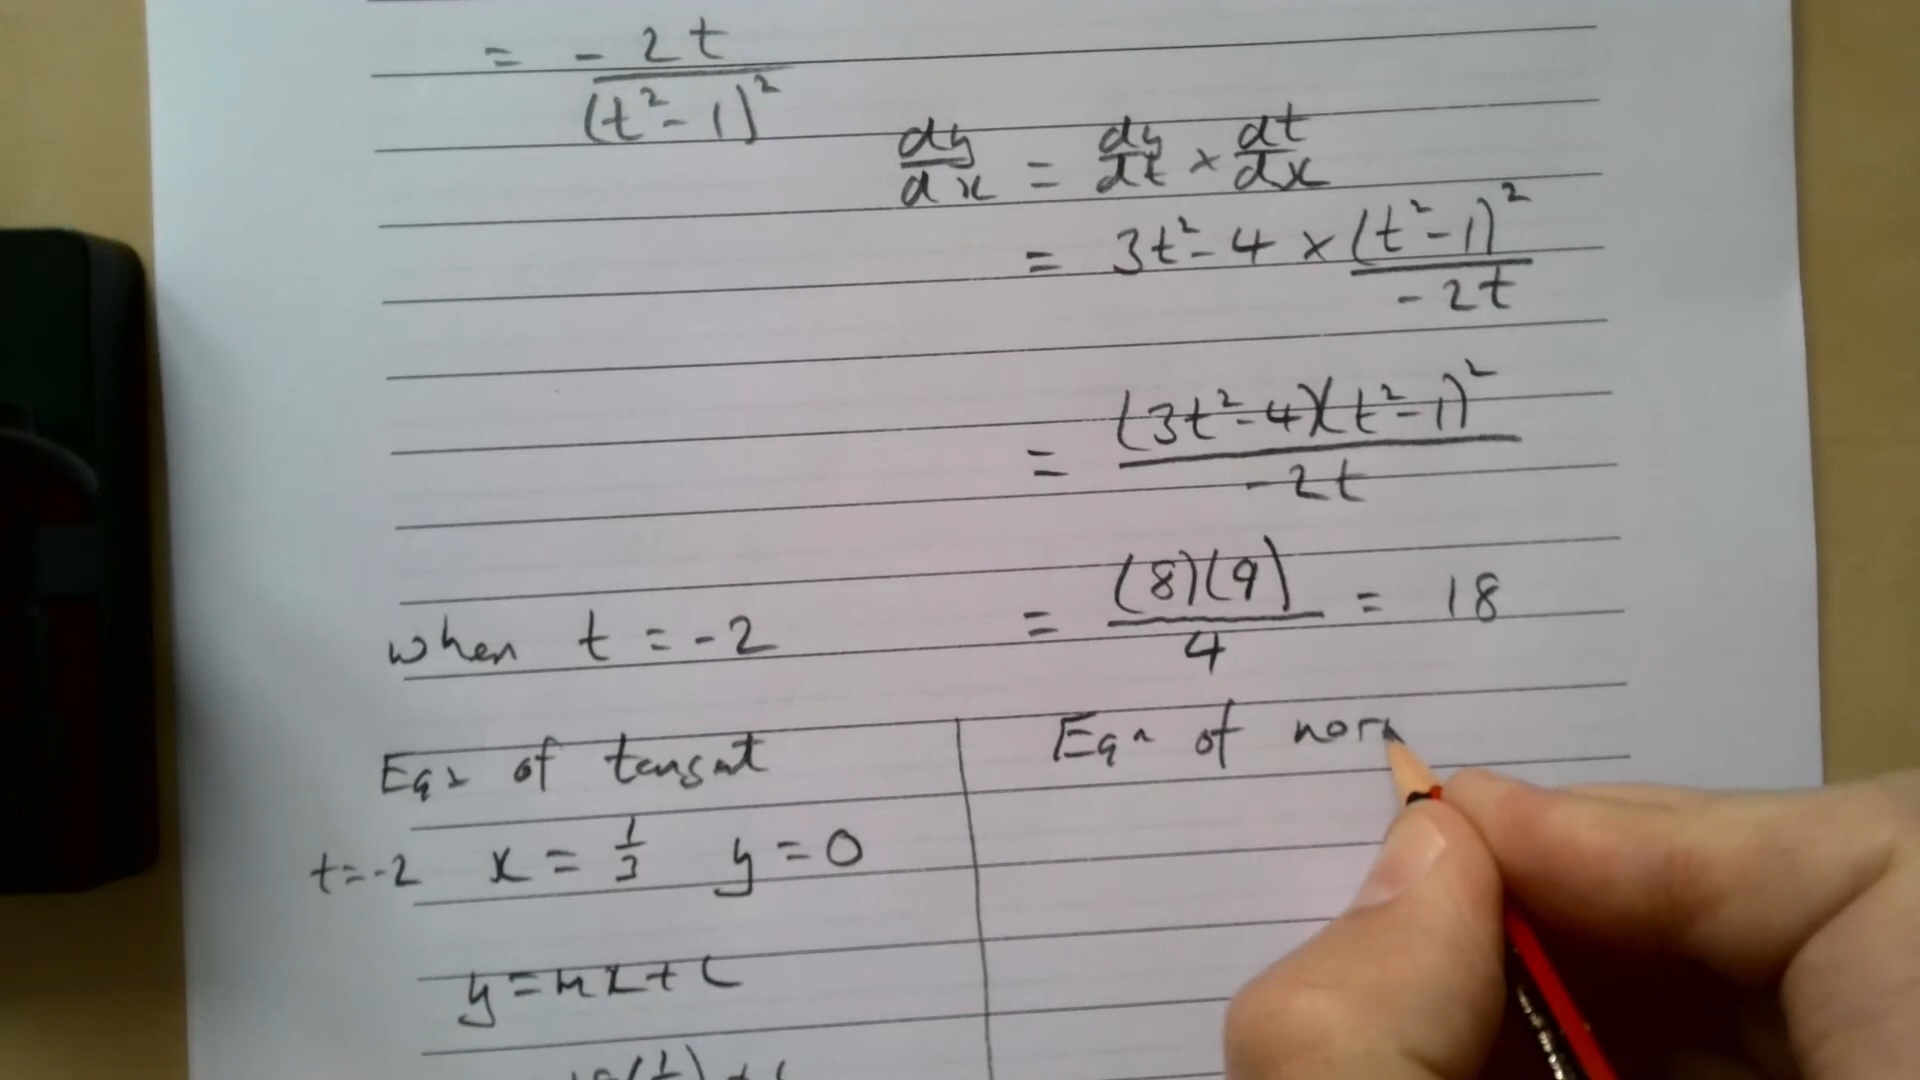 = - 2t / (t² - 1)²
dy/dx = dy/dt × dt/dx
= 3t² - 4 × (t² - 1)² / -2t
= (3t² - 4)(t² - 1)² / -2t
when t = -2 = (8)(9) / 4 = 18
Eqn of tangent
Eqn of norm
t = -2 x = 1/3 y = 0
y = mx + c